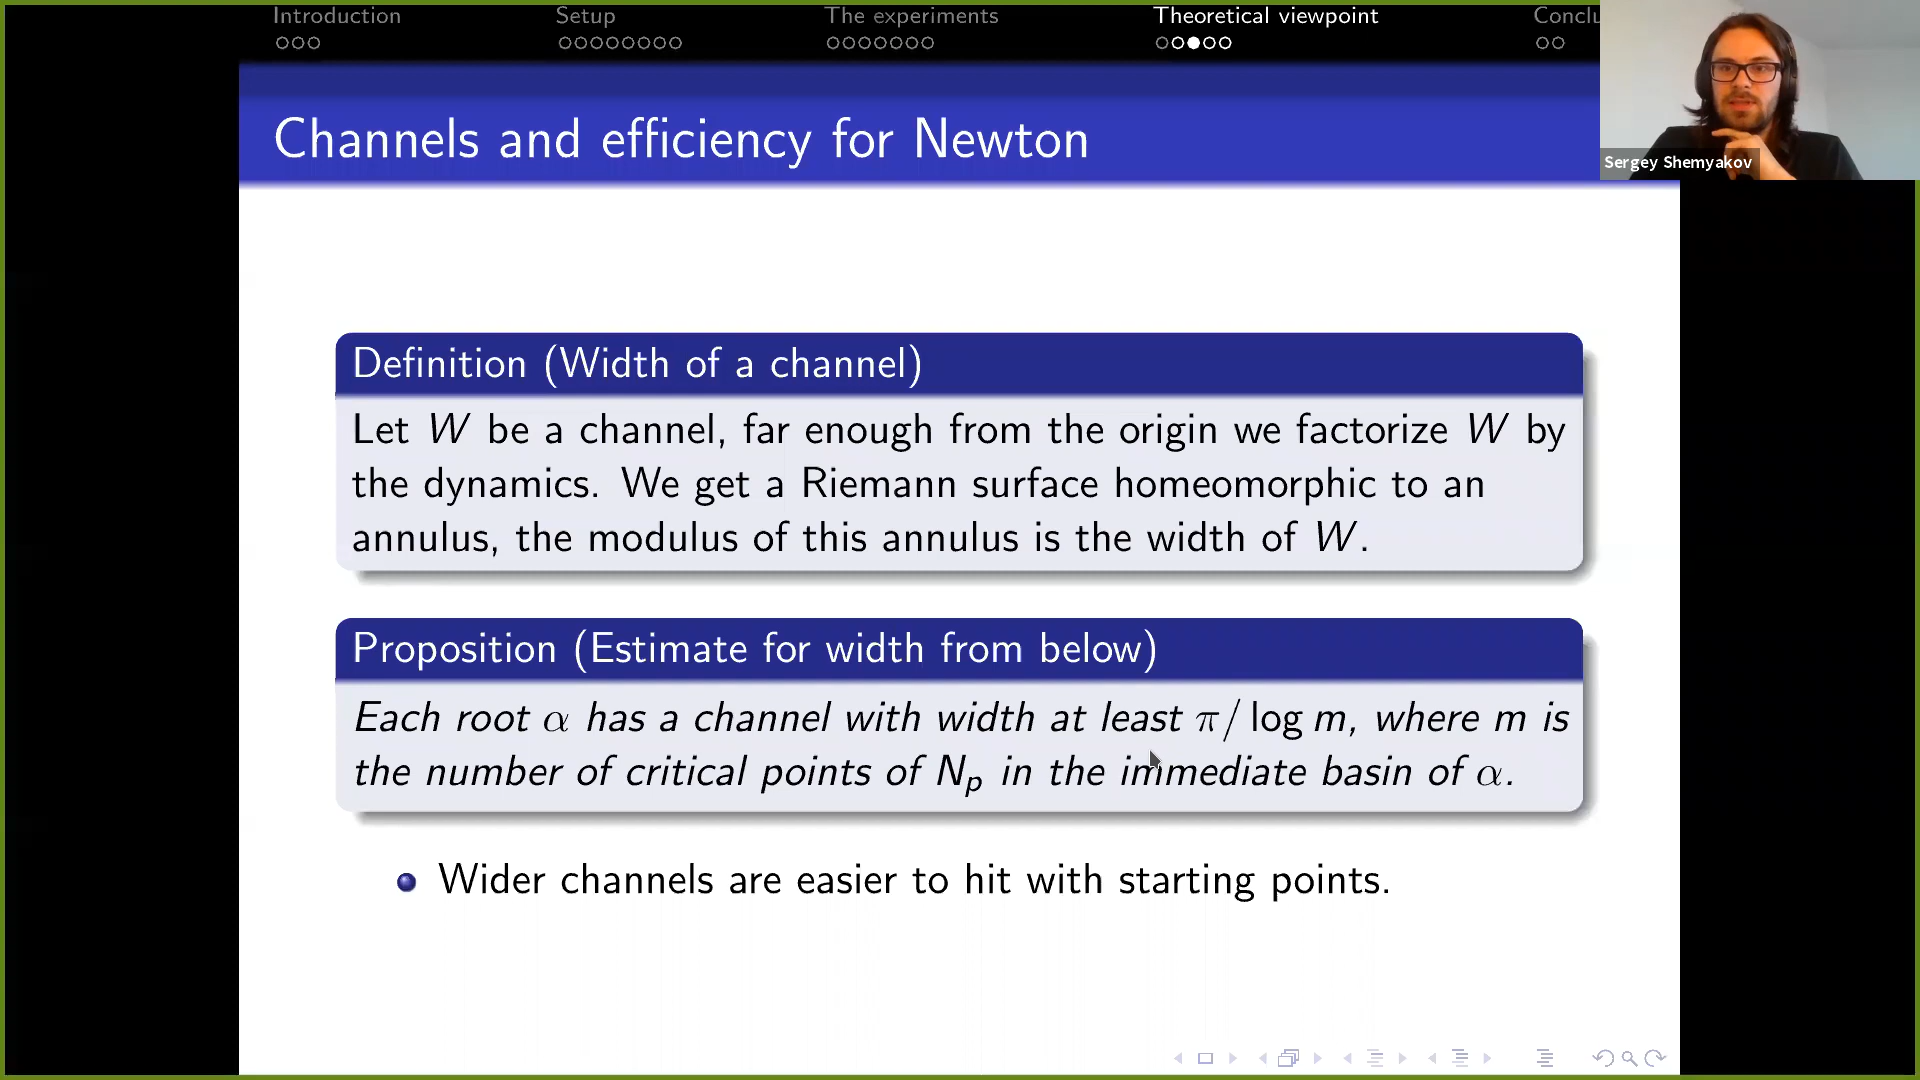 Introduction
Setup
The experiments
Theoretical viewpoint
Conclu
Sergey Shemyakov
Channels and efficiency for Newton
Definition (Width of a channel)
Let W be a channel, far enough from the origin we factorize W by
the dynamics. We get a Riemann surface homeomorphic to an
annulus, the modulus of this annulus is the width of W.
Proposition (Estimate for width from below)
Each root α has a channel with width at least π/ log m, where m is
the number of critical points of Nₚ in the immediate basin of α.
Wider channels are easier to hit with starting points.